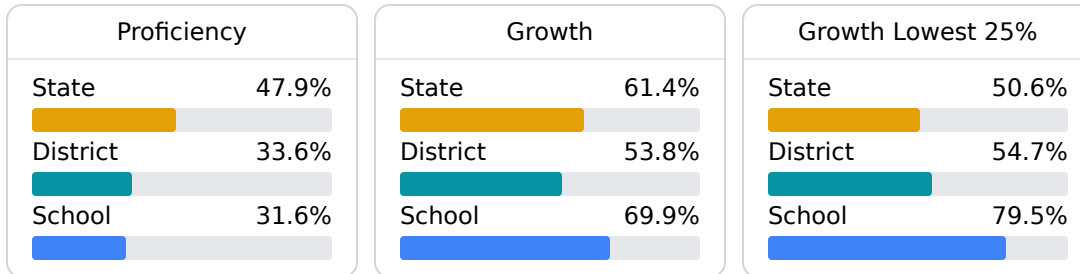 Proficiency
State 47.9%
District 33.6%
School 31.6%
Growth
State 61.4%
District 53.8%
School 69.9%
Growth Lowest 25%
State 50.6%
District 54.7%
School 79.5%